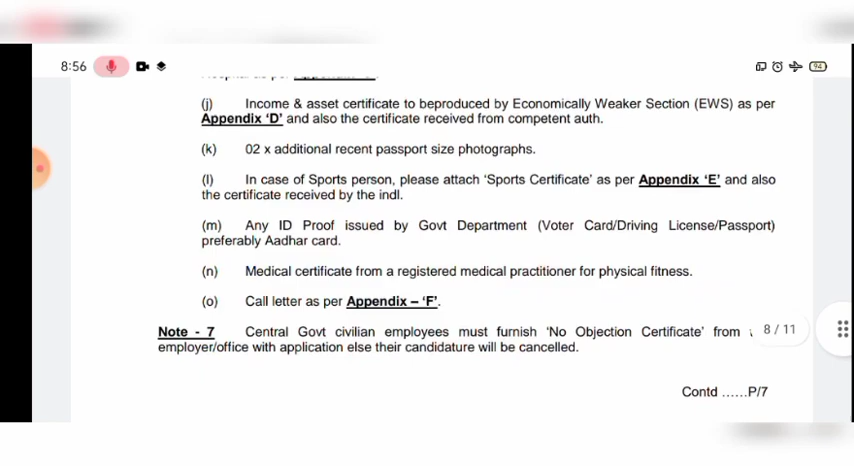 8:56
94
(j) Income & asset certificate to beproduced by Economically Weaker Section (EWS) as per
Appendix 'D' and also the certificate received from competent auth.
(k) 02 x additional recent passport size photographs.
(l) In case of Sports person, please attach 'Sports Certificate' as per Appendix 'E' and also
the certificate received by the indl.
(m) Any ID Proof issued by Govt Department (Voter Card/Driving License/Passport)
preferably Aadhar card.
(n) Medical certificate from a registered medical practitioner for physical fitness.
(o) Call letter as per Appendix – 'F'.
Note - 7 Central Govt civilian employees must furnish 'No Objection Certificate' from
8 / 11
employer/office with application else their candidature will be cancelled.
Contd ......P/7